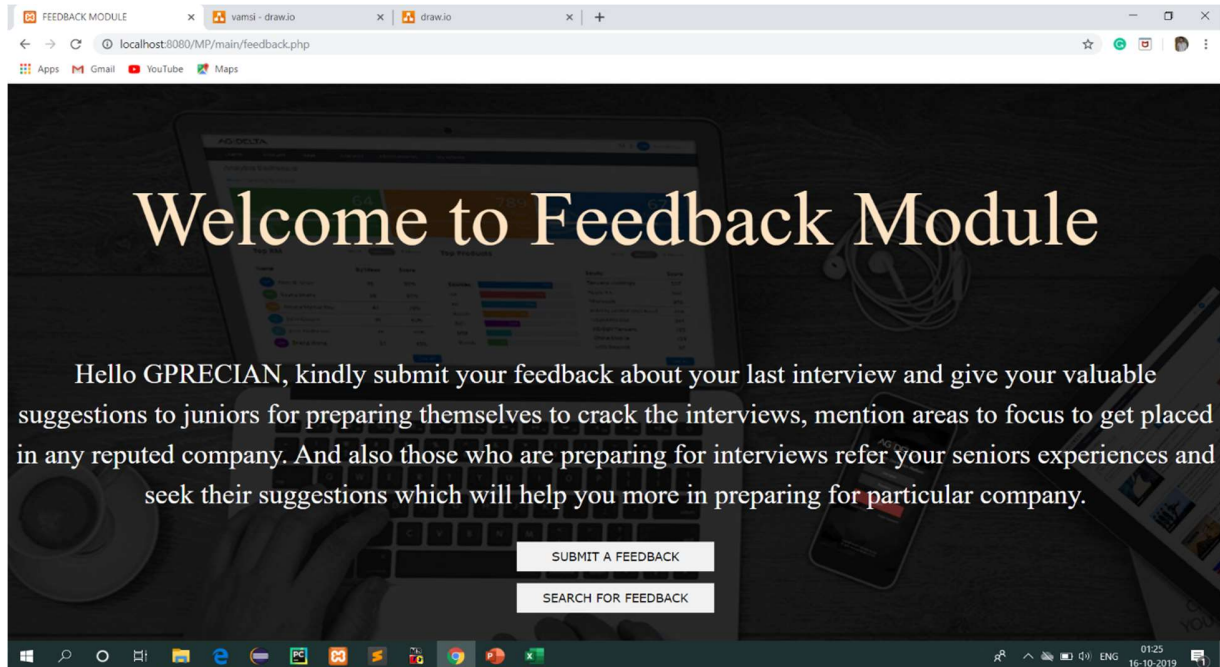 FEEDBACK MODULE
vamsi - draw.io
draw.io
localhost:8080/MP/main/feedback.php
Apps Gmail YouTube Maps
AG DELTA
Welcome to Feedback Module
Top Products
Hello GPRECIAN, kindly submit your feedback about your last interview and give your valuable
suggestions to juniors for preparing themselves to crack the interviews, mention areas to focus to get placed
in any reputed company. And also those who are preparing for interviews refer your seniors experiences and
seek their suggestions which will help you more in preparing for particular company.
SUBMIT A FEEDBACK
SEARCH FOR FEEDBACK
ENG
01:25
16-10-2019